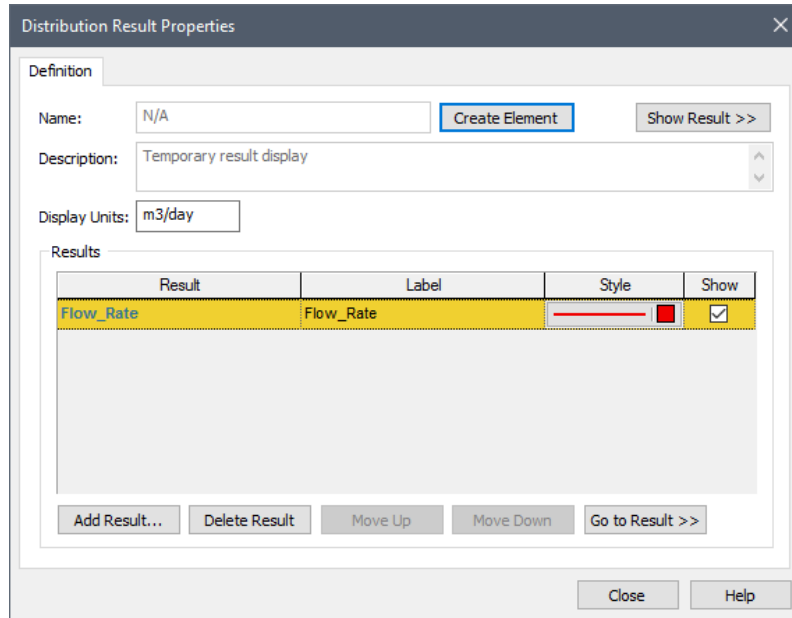 Distribution Result Properties
Definition
Name: N/A Create Element Show Result >>
Description: Temporary result display
Display Units: m3/day
Results
Result Label Style Show
Flow_Rate Flow_Rate
Add Result... Delete Result Move Up Move Down Go to Result >>
Close Help